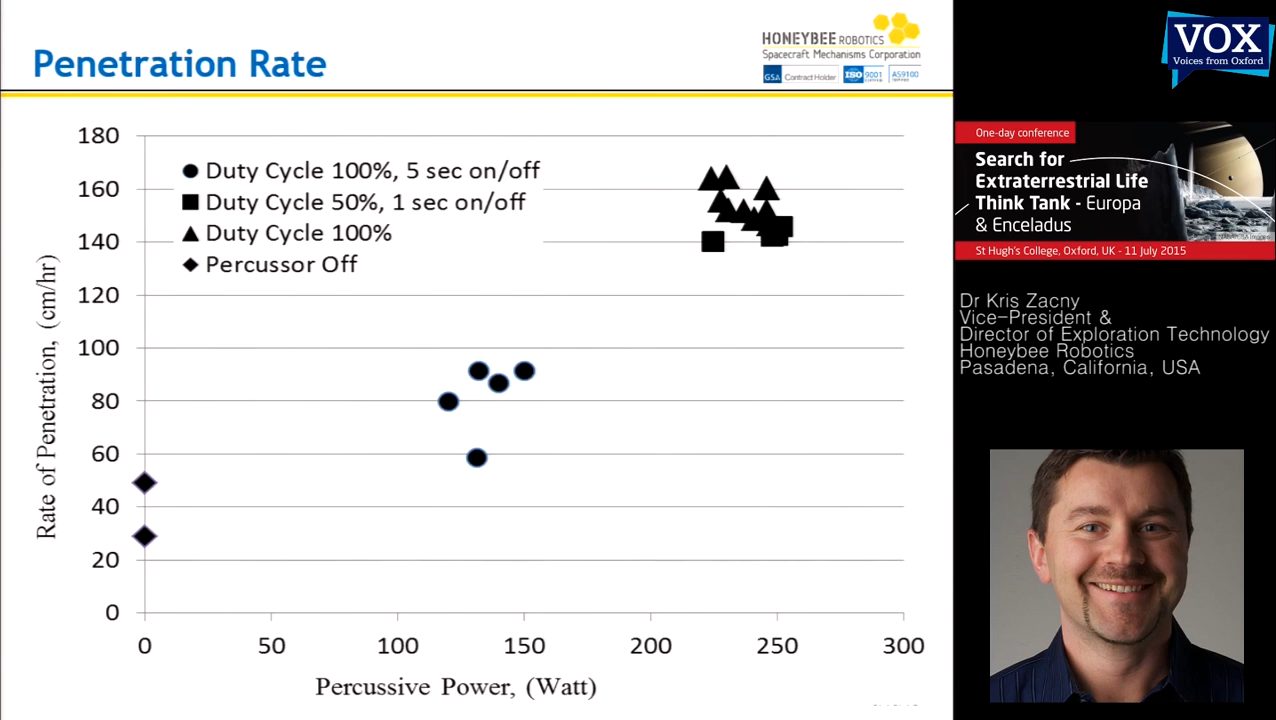 Penetration Rate
HONEYBEE ROBOTICS
Spacecraft Mechanisms Corporation
GSA Contract Holder ISO 9001 AS9100
180
160
140
120
100
80
60
40
20
0
Duty Cycle 100%, 5 sec on/off
Duty Cycle 50%, 1 sec on/off
Duty Cycle 100%
Percussor Off
Rate of Penetration, (cm/hr)
0 50 100 150 200 250 300
Percussive Power, (Watt)
VOX
Voices from Oxford
One-day conference
Search for
Extraterrestrial Life
Think Tank - Europa
& Enceladus
St Hugh's College, Oxford, UK - 11 July 2015
Dr Kris Zacny
Vice-President &
Director of Exploration Technology
Honeybee Robotics
Pasadena, California, USA